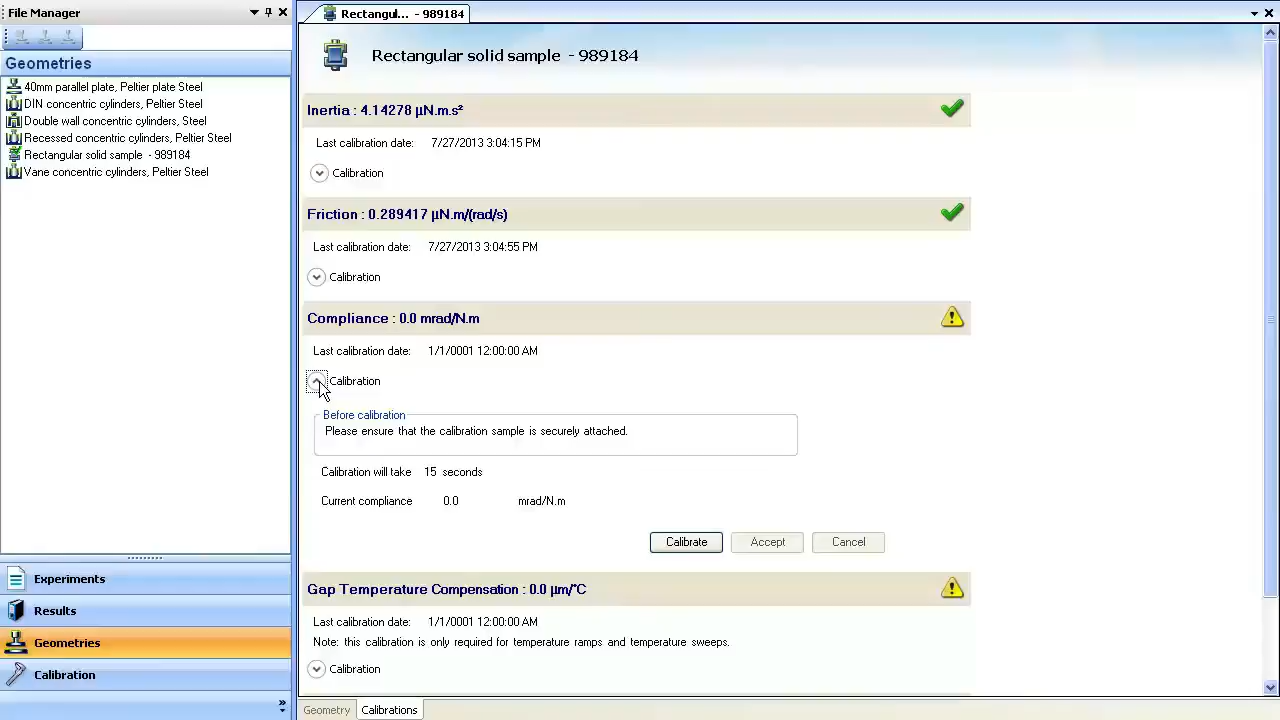 File Manager
Geometries
40mm parallel plate, Peltier plate Steel
DIN concentric cylinders, Peltier Steel
Double wall concentric cylinders, Steel
Recessed concentric cylinders, Peltier Steel
Rectangular solid sample - 989184
Vane concentric cylinders, Peltier Steel
Experiments
Results
Geometries
Calibration
Rectangul... - 989184
Rectangular solid sample - 989184
Inertia : 4.14278 µN.m.s²
Last calibration date: 7/27/2013 3:04:15 PM
Calibration
Friction : 0.289417 µN.m/(rad/s)
Last calibration date: 7/27/2013 3:04:55 PM
Calibration
Compliance : 0.0 mrad/N.m
Last calibration date: 1/1/0001 12:00:00 AM
Calibration
Before calibration
Please ensure that the calibration sample is securely attached.
Calibration will take 15 seconds
Current compliance 0.0 mrad/N.m
Calibrate Accept Cancel
Gap Temperature Compensation : 0.0 µm/°C
Last calibration date: 1/1/0001 12:00:00 AM
Note: this calibration is only required for temperature ramps and temperature sweeps.
Calibration
Geometry Calibrations